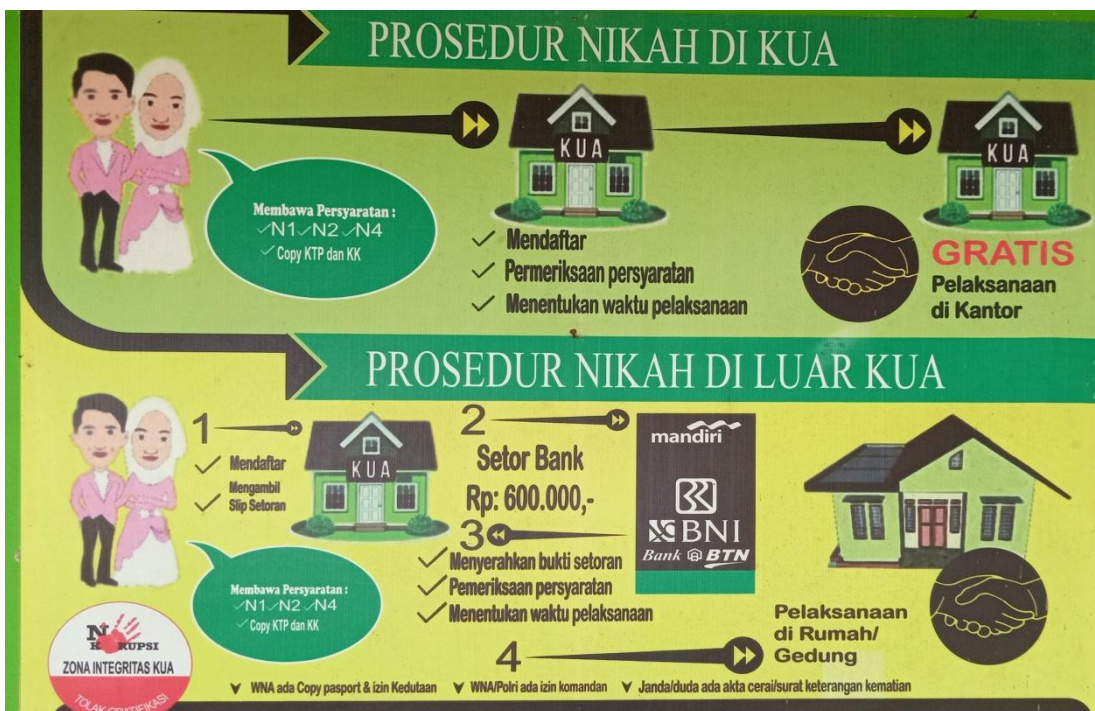 PROSEDUR NIKAH DI KUA
KUA
KUA
Membawa Persyaratan :
✓N1 ✓N2 ✓N4
✓ Copy KTP dan KK
✓ Mendaftar
✓ Permeriksaan persyaratan
✓ Menentukan waktu pelaksanaan
GRATIS
Pelaksanaan
di Kantor
PROSEDUR NIKAH DI LUAR KUA
1
✓ Mendaftar
Mengambil
✓ Slip Setoran
KUA
2
Setor Bank
Rp: 600.000,-
mandiri
BNI
Bank BTN
3
✓ Menyerahkan bukti setoran
✓ Pemeriksaan persyaratan
✓ Menentukan waktu pelaksanaan
Membawa Persyaratan :
✓N1 ✓N2 ✓N4
✓ Copy KTP dan KK
4
Pelaksanaan
di Rumah/
Gedung
N
K RUPSI
ZONA INTEGRITAS KUA
TOLAK GRATIFIKASI
WNA ada Copy pasport & izin Kedutaan WNA/Polri ada izin komandan Janda/duda ada akta cerai/surat keterangan kematian